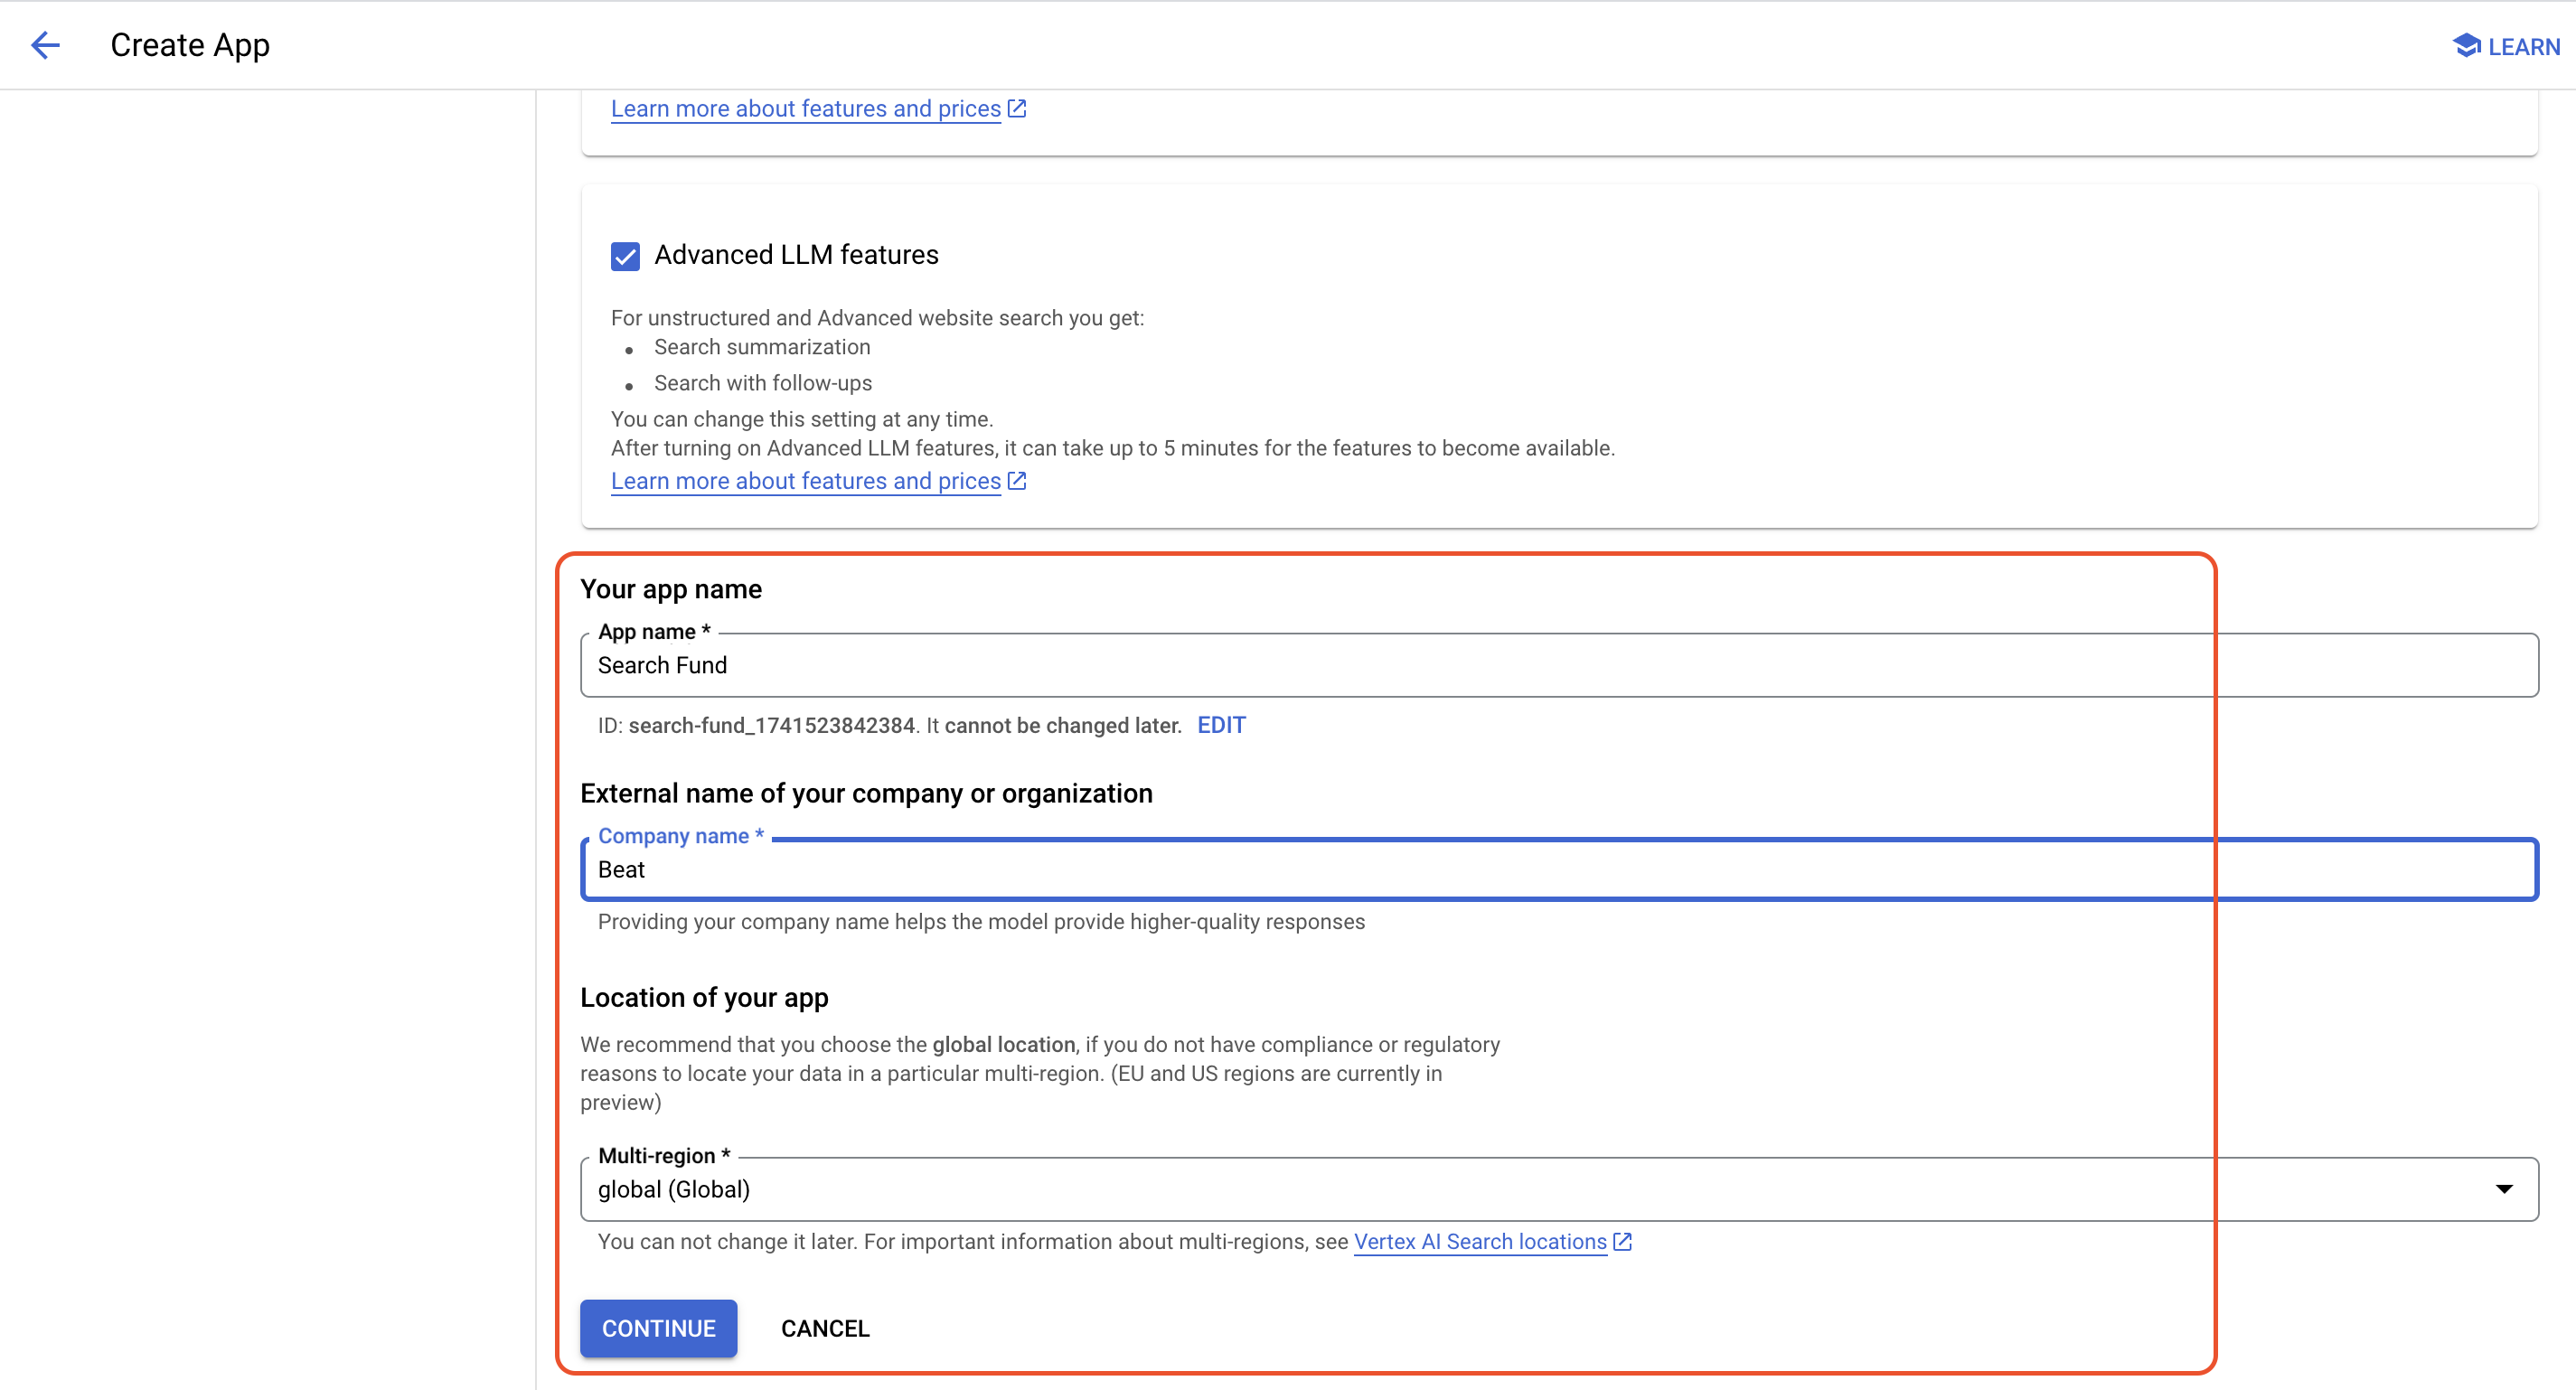 Create App
LEARN
Learn more about features and prices
Advanced LLM features
For unstructured and Advanced website search you get:
• Search summarization
• Search with follow-ups
You can change this setting at any time.
After turning on Advanced LLM features, it can take up to 5 minutes for the features to become available.
Learn more about features and prices
Your app name
App name *
Search Fund
ID: search-fund_1741523842384. It cannot be changed later. EDIT
External name of your company or organization
Company name *
Beat
Providing your company name helps the model provide higher-quality responses
Location of your app
We recommend that you choose the global location, if you do not have compliance or regulatory
reasons to locate your data in a particular multi-region. (EU and US regions are currently in
preview)
Multi-region *
global (Global)
You can not change it later. For important information about multi-regions, see Vertex AI Search locations
CONTINUE CANCEL